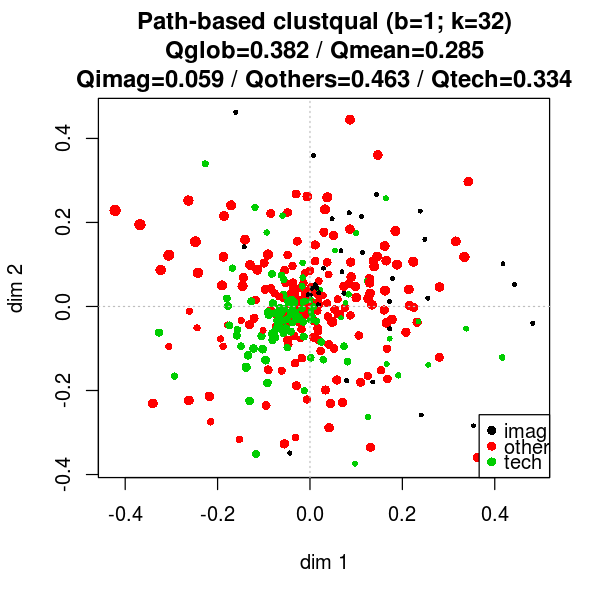 Path-based clustqual (b=1; k=32)
Qglob=0.382 / Qmean=0.285
Qimag=0.059 / Qothers=0.463 / Qtech=0.334
0.4
0.2
0.0
-0.2
-0.4
dim 2
imag
other
tech
-0.4
-0.2
0.0
0.2
0.4
dim 1